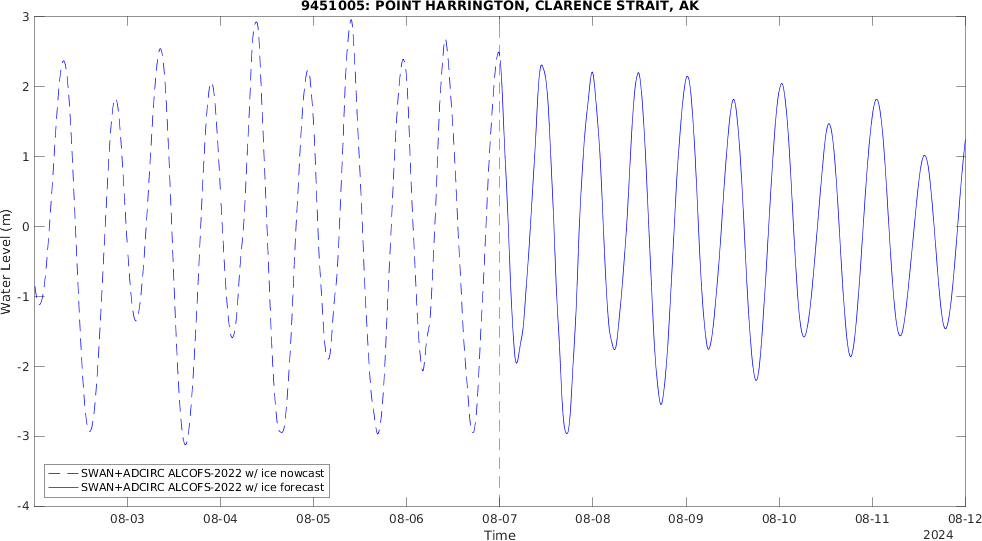 9451005: POINT HARRINGTON, CLARENCE STRAIT, AK
3
2
1
0
-1
-2
-3
-4
Water Level (m)
SWAN+ADCIRC ALCOFS-2022 w/ ice nowcast
SWAN+ADCIRC ALCOFS-2022 w/ ice forecast
08-03 08-04 08-05 08-06 08-07 08-08 08-09 08-10 08-11 08-12
Time
2024